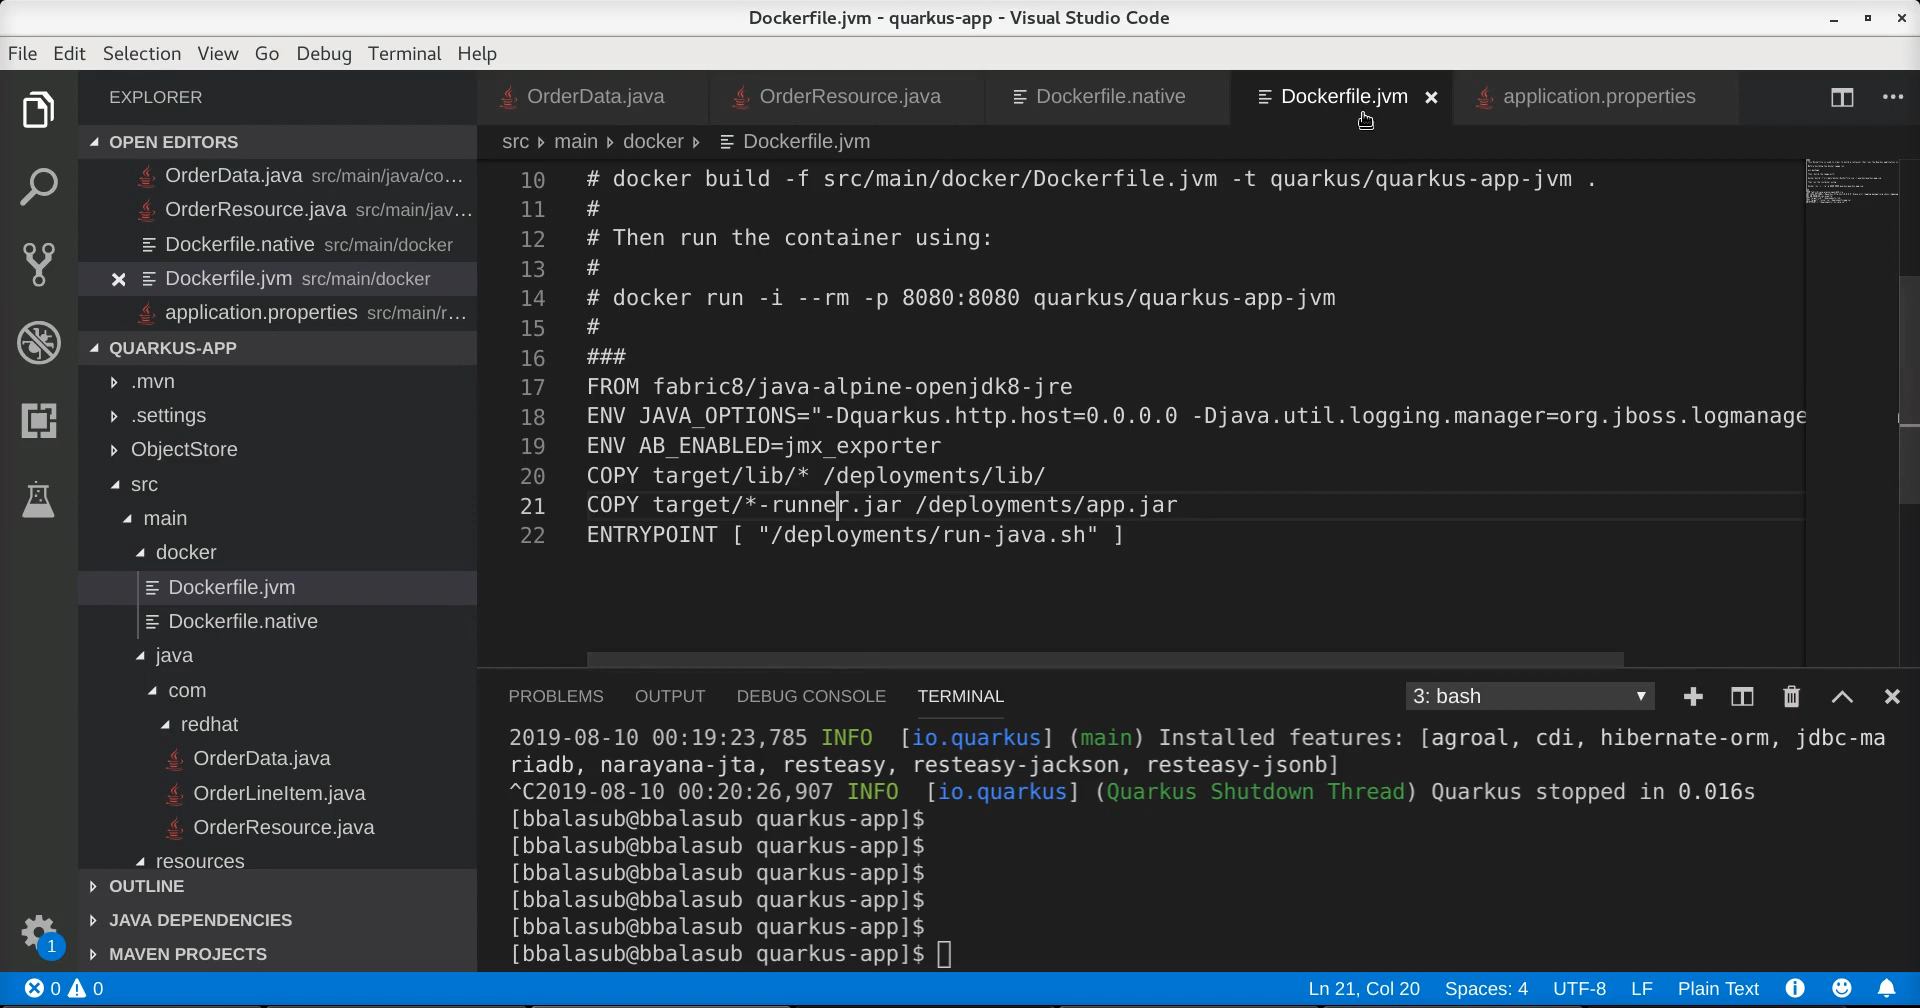 Dockerfile.jvm - quarkus-app - Visual Studio Code
File Edit Selection View Go Debug Terminal Help
EXPLORER
OPEN EDITORS
OrderData.java src/main/java/co...
OrderResource.java src/main/jav...
Dockerfile.native src/main/docker
Dockerfile.jvm src/main/docker
application.properties src/main/r...
QUARKUS-APP
.mvn
.settings
ObjectStore
src
main
docker
Dockerfile.jvm
Dockerfile.native
java
com
redhat
OrderData.java
OrderLineItem.java
OrderResource.java
resources
OUTLINE
JAVA DEPENDENCIES
MAVEN PROJECTS
1
OrderData.java OrderResource.java Dockerfile.native Dockerfile.jvm application.properties
src main docker Dockerfile.jvm
10 # docker build -f src/main/docker/Dockerfile.jvm -t quarkus/quarkus-app-jvm .
11 #
12 # Then run the container using:
13 #
14 # docker run -i --rm -p 8080:8080 quarkus/quarkus-app-jvm
15 #
16 ###
17 FROM fabric8/java-alpine-openjdk8-jre
18 ENV JAVA_OPTIONS="-Dquarkus.http.host=0.0.0.0 -Djava.util.logging.manager=org.jboss.logmanage
19 ENV AB_ENABLED=jmx_exporter
20 COPY target/lib/* /deployments/lib/
21 COPY target/*-runner.jar /deployments/app.jar
22 ENTRYPOINT [ "/deployments/run-java.sh" ]
PROBLEMS OUTPUT DEBUG CONSOLE TERMINAL 3: bash
2019-08-10 00:19:23,785 INFO [io.quarkus] (main) Installed features: [agroal, cdi, hibernate-orm, jdbc-ma
riadb, narayana-jta, resteasy, resteasy-jackson, resteasy-jsonb]
^C2019-08-10 00:20:26,907 INFO [io.quarkus] (Quarkus Shutdown Thread) Quarkus stopped in 0.016s
[bbalasub@bbalasub quarkus-app]$
[bbalasub@bbalasub quarkus-app]$
[bbalasub@bbalasub quarkus-app]$
[bbalasub@bbalasub quarkus-app]$
[bbalasub@bbalasub quarkus-app]$
[bbalasub@bbalasub quarkus-app]$
0 0 Ln 21, Col 20 Spaces: 4 UTF-8 LF Plain Text